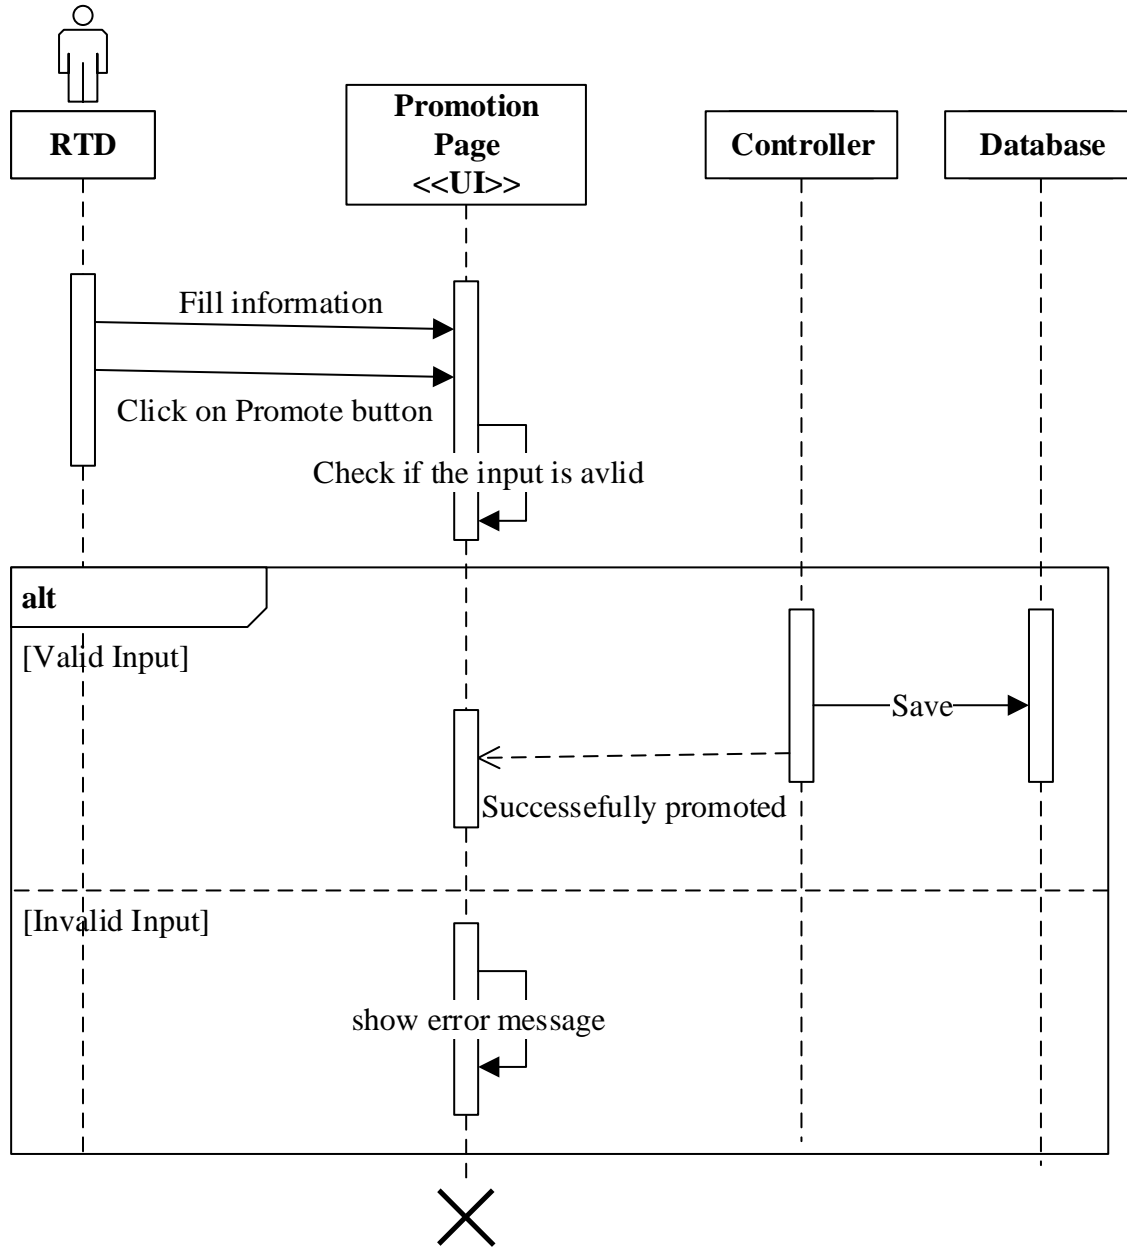 RTD
Promotion
Page
<<UI>>
Controller
Database
Fill information
Click on Promote button
Check if the input is avlid
alt
[Valid Input]
Save
Successefully promoted
[Invalid Input]
show error message